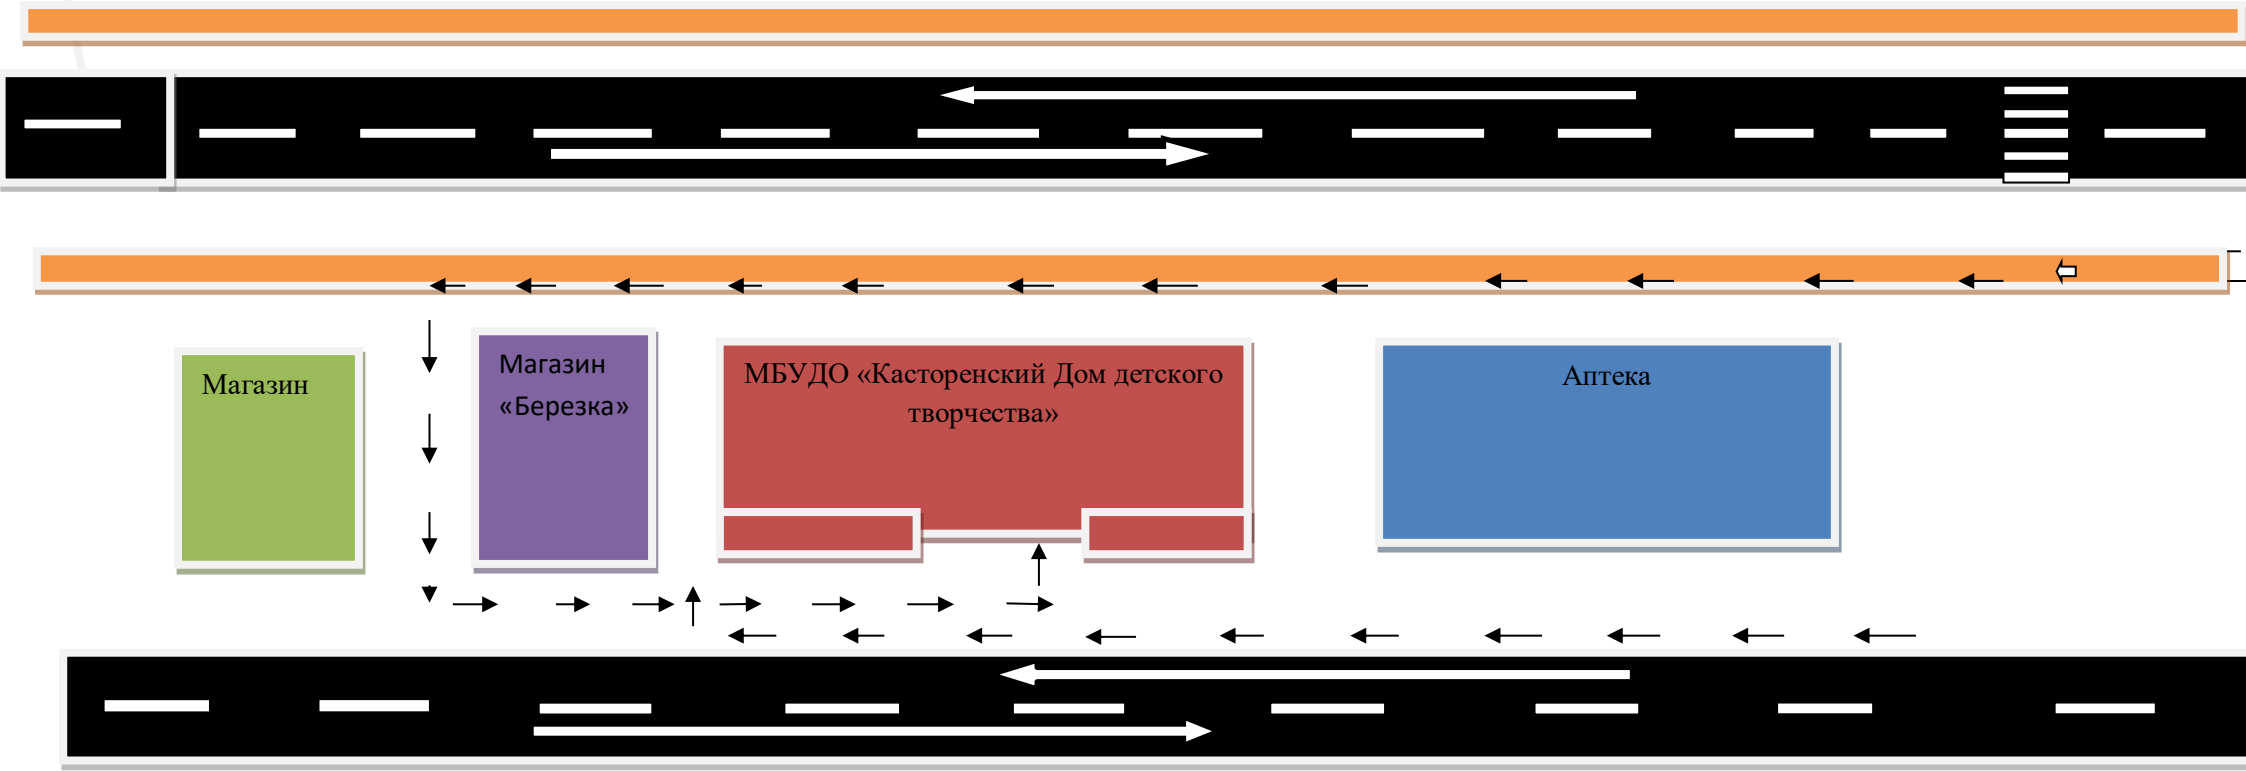 Магазин
Магазин
«Березка»
МБУДО «Касторенский Дом детского
творчества»
Аптека